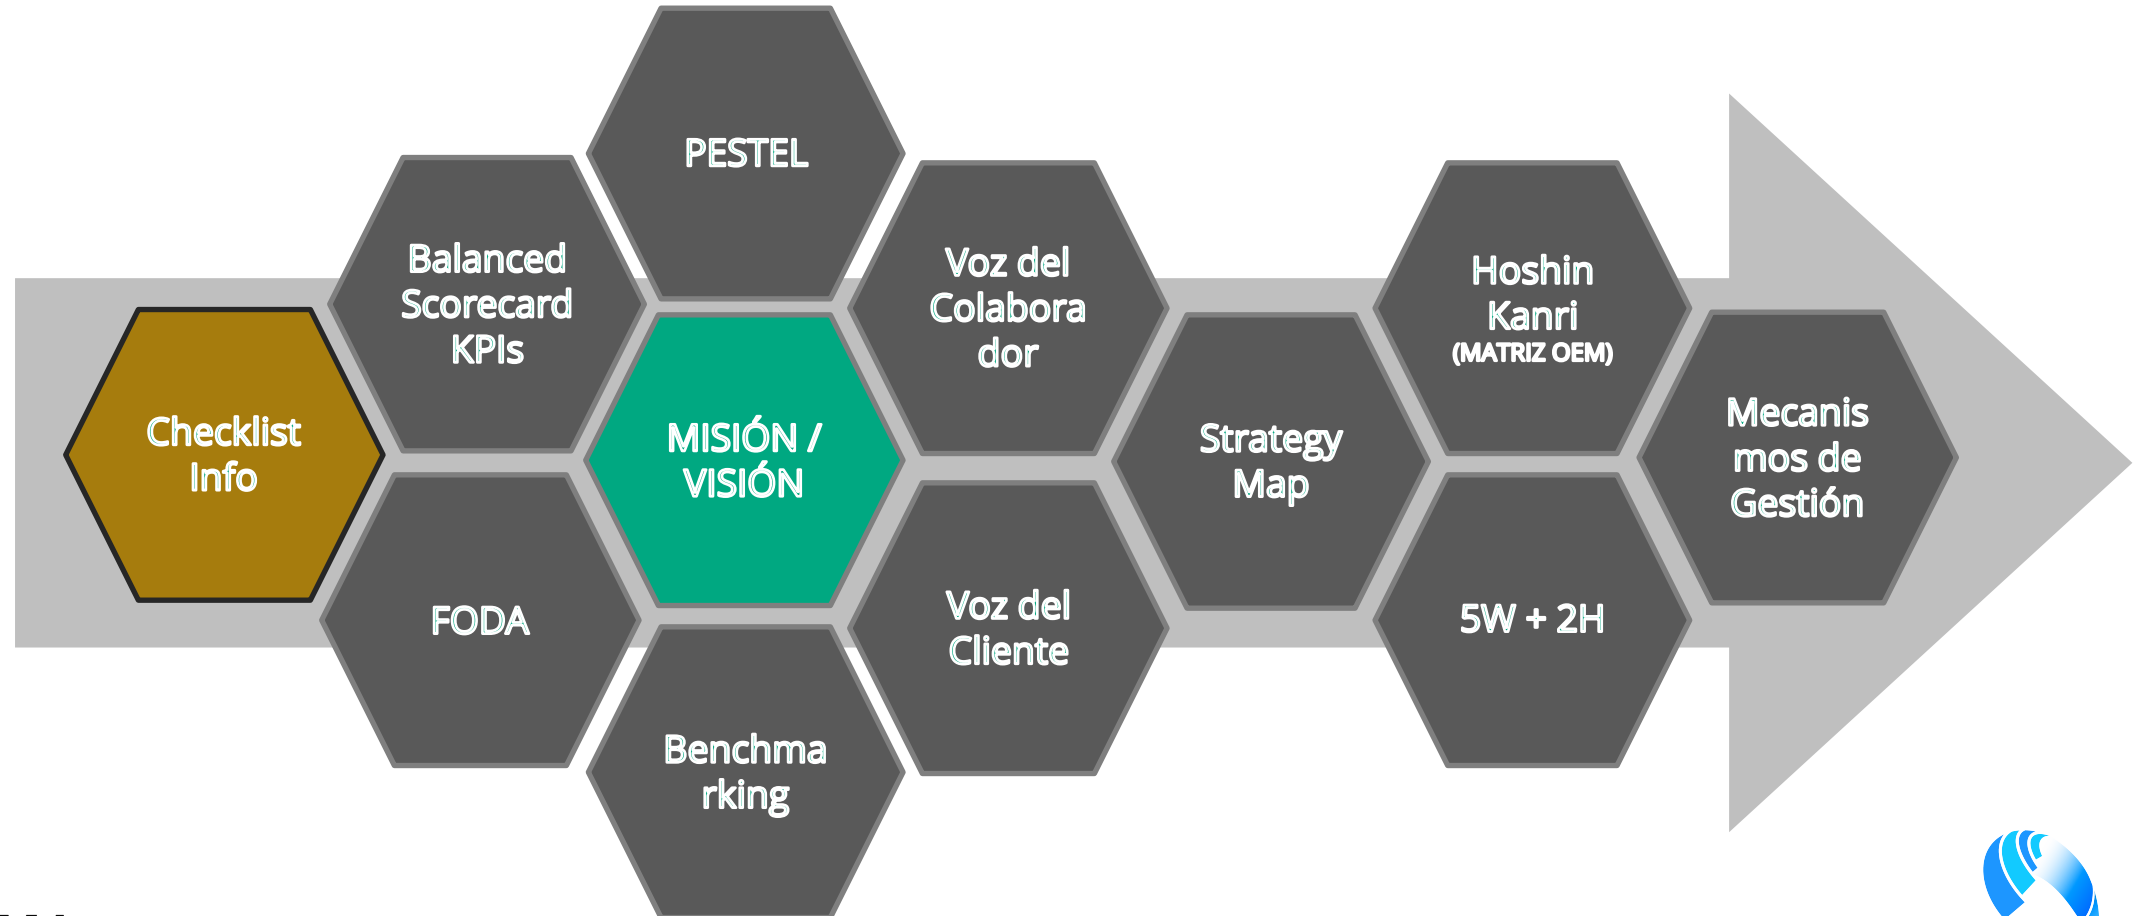 PESTEL
Balanced
Scorecard
KPIs
Voz del
Colabora
dor
Hoshin
Kanri
(MATRIZ OEM)
Checklist
Info
MISIÓN /
VISIÓN
Strategy
Map
Mecanis
mos de
Gestión
FODA
Voz del
Cliente
5W + 2H
Benchma
rking